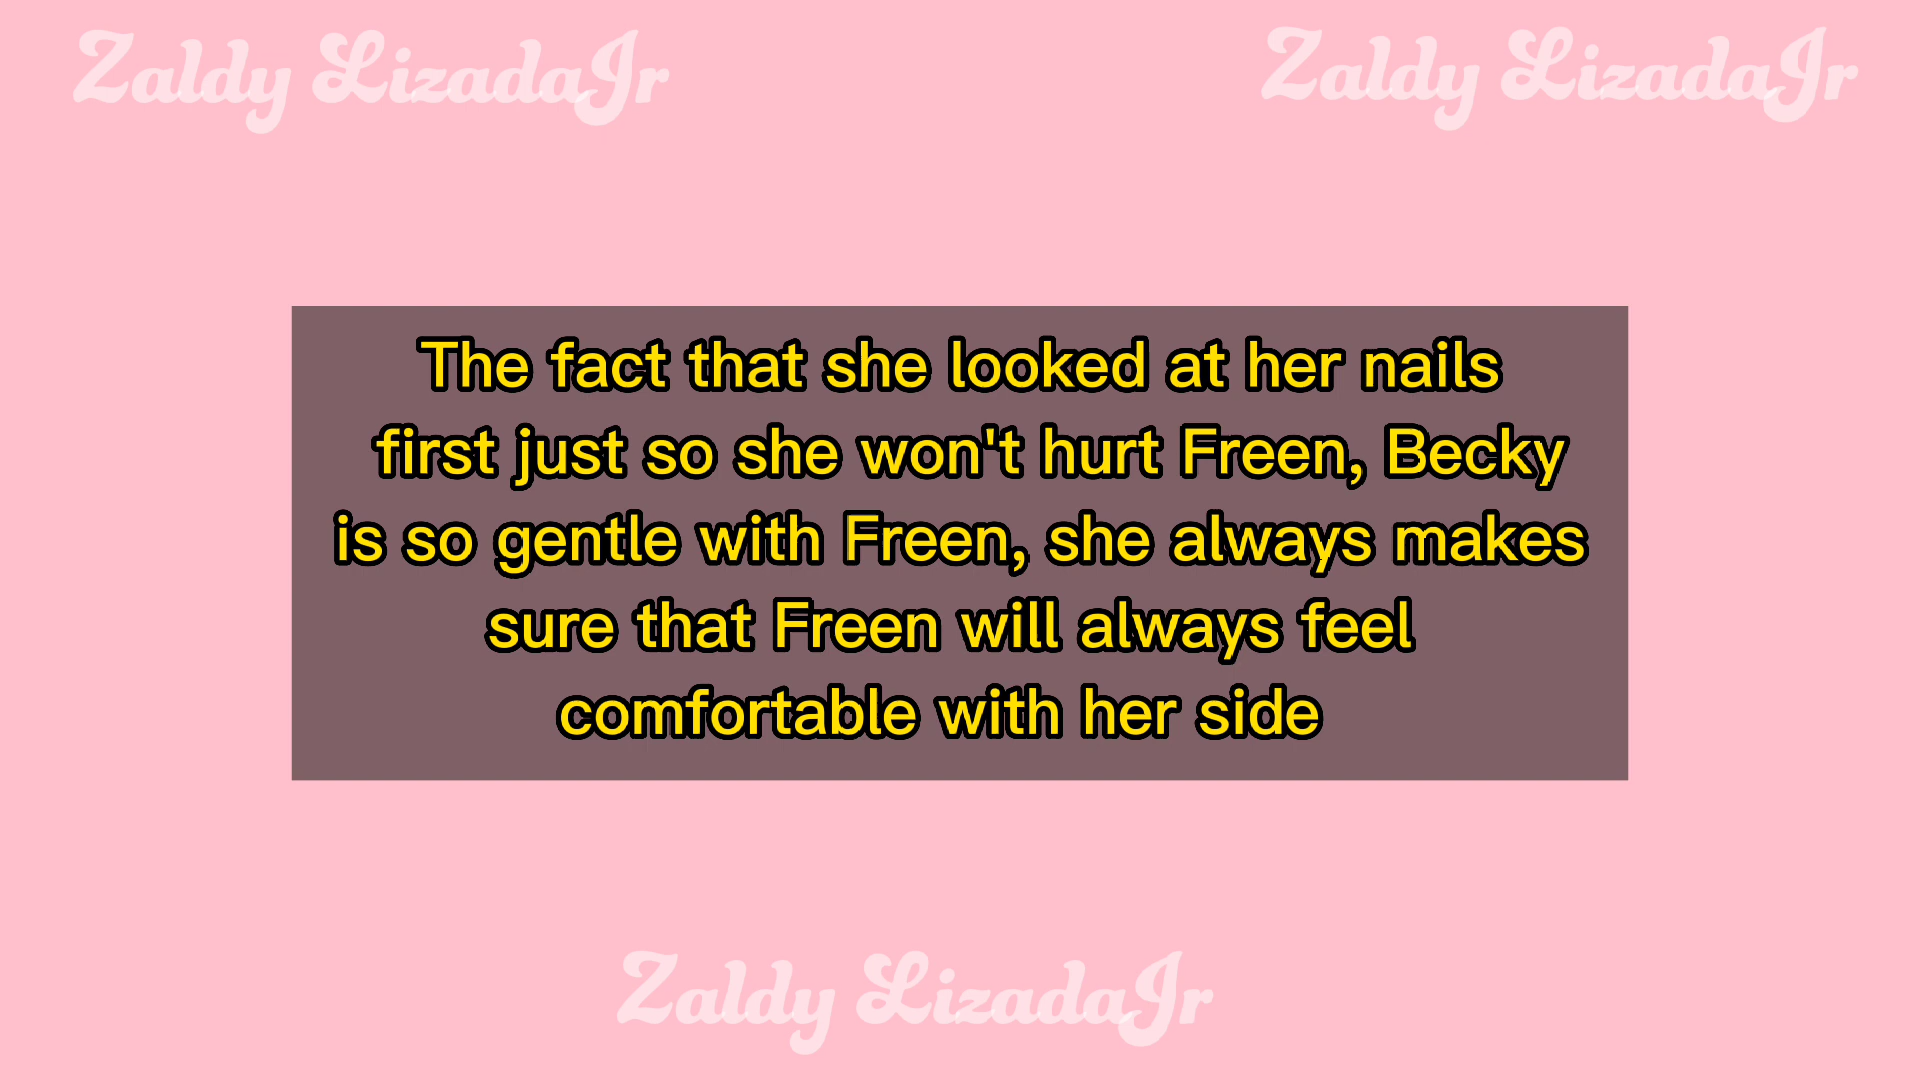 Zaldy LizadaJr Zaldy LizadaJr
The fact that she looked at her nails
first just so she won't hurt Freen, Becky
is so gentle with Freen, she always makes
sure that Freen will always feel
comfortable with her side
Zaldy LizadaJr